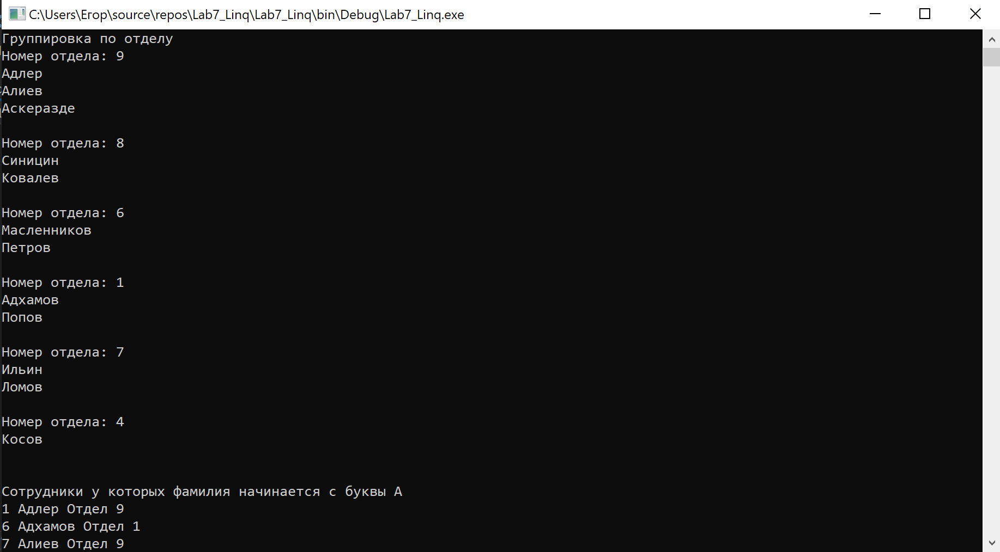 C:\Users\Егор\source\repos\Lab7_Linq\Lab7_Linq\bin\Debug\Lab7_Linq.exe
Группировка по отделу
Номер отдела: 9
Адлер
Алиев
Аскеразде
Номер отдела: 8
Синицин
Ковалев
Номер отдела: 6
Масленников
Петров
Номер отдела: 1
Адхамов
Попов
Номер отдела: 7
Ильин
Ломов
Номер отдела: 4
Косов
Сотрудники у которых фамилия начинается с буквы А
1 Адлер Отдел 9
6 Адхамов Отдел 1
7 Алиев Отдел 9